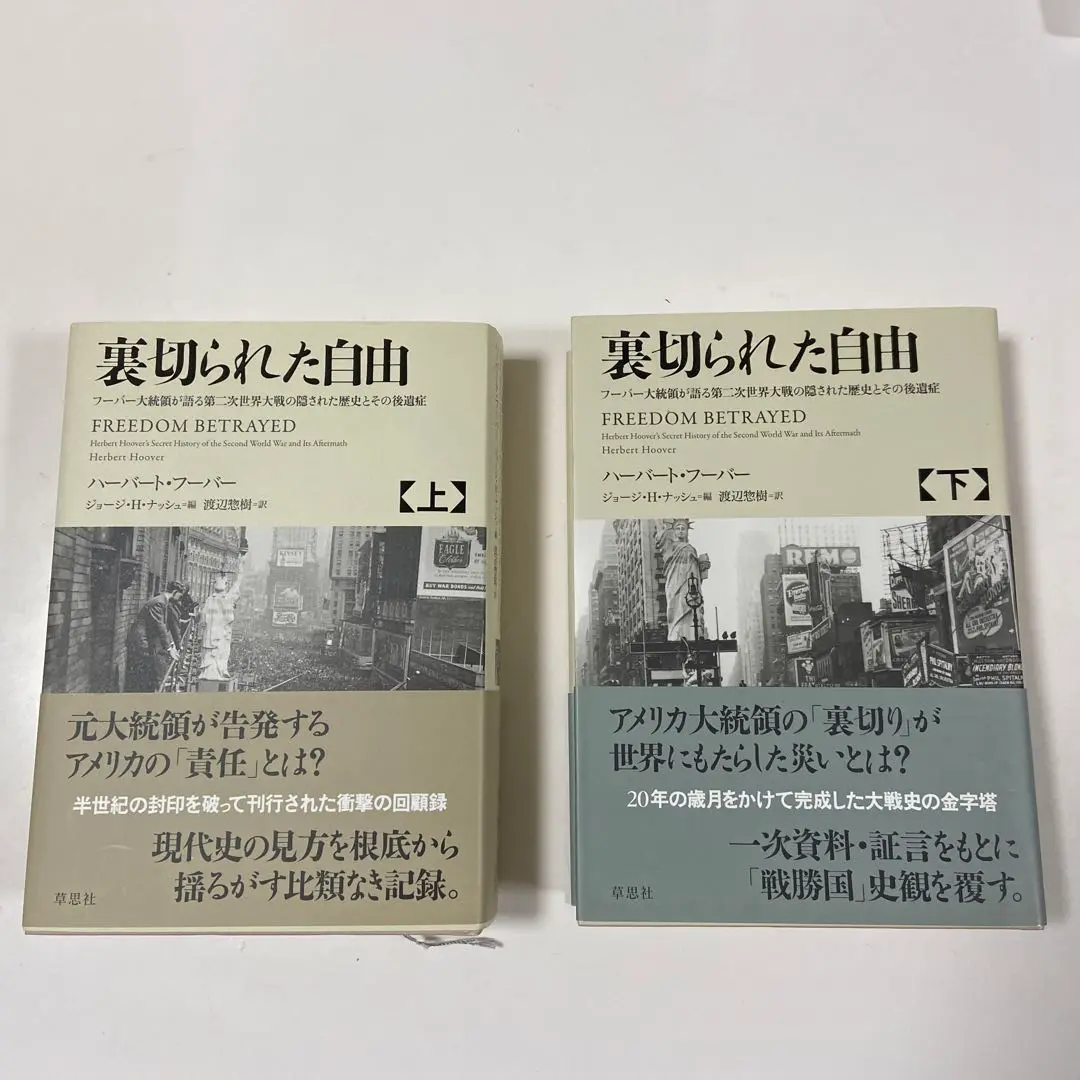 裏切られた自由
フーバー大統領が語る第二次世界大戦の隠された歴史とその後遺症
FREEDOM BETRAYED
Herbert Hoover's Secret History of the Second World War and Its Aftermath
Herbert Hoover
ハーバート・フーバー
ジョージ・H・ナッシュ=編 渡辺惣樹=訳
【上】
EAGLE
BUY WAR BONDS
元大統領が告発する
アメリカの「責任」とは?
半世紀の封印を破って刊行された衝撃の回顧録
現代史の見方を根底から
揺るがす比類なき記録。
草思社
裏切られた自由
フーバー大統領が語る第二次世界大戦の隠された歴史とその後遺症
FREEDOM BETRAYED
Herbert Hoover's Secret History of the Second World War and Its Aftermath
Herbert Hoover
ハーバート・フーバー
ジョージ・H・ナッシュ=編 渡辺惣樹=訳
【下】
INCENDIARY BLON
PHIL SPITAL
アメリカ大統領の「裏切り」が
世界にもたらした災いとは?
20年の歳月をかけて完成した大戦史の金字塔
一次資料・証言をもとに
「戦勝国」史観を覆す。
草思社